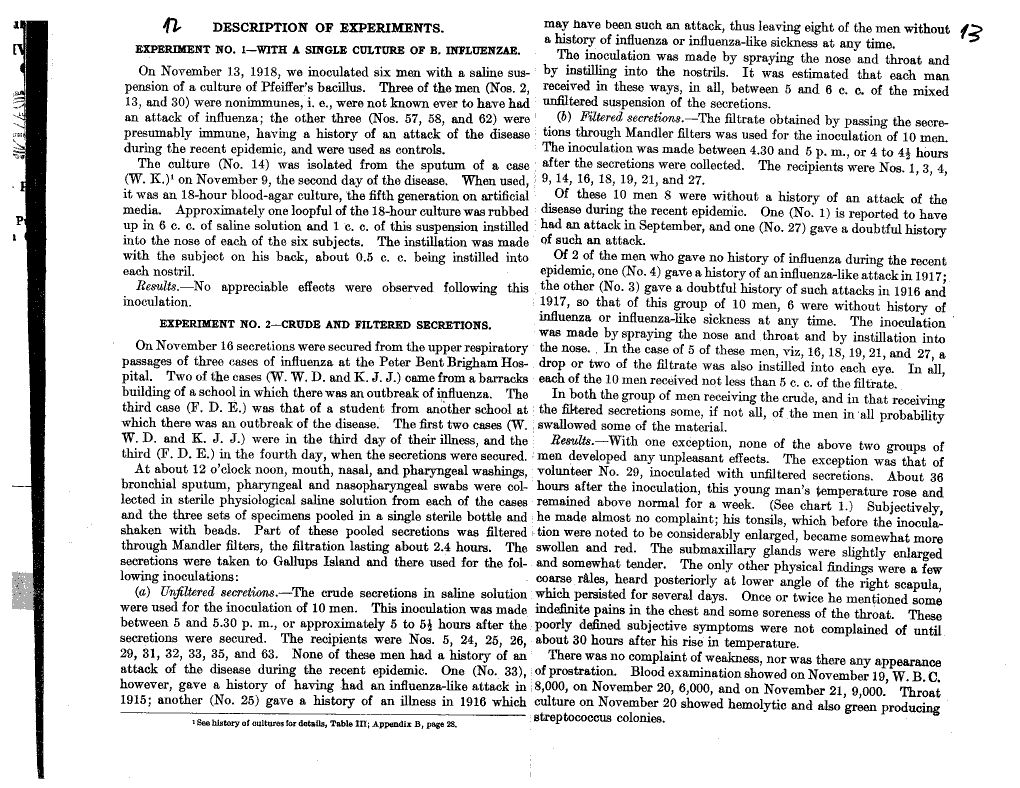 12
DESCRIPTION OF EXPERIMENTS.
EXPERIMENT NO. 1—WITH A SINGLE CULTURE OF B. INFLUENZAE.
On November 13, 1918, we inoculated six men with a saline sus-
pension of a culture of Pfeiffer's bacillus. Three of the men (Nos. 2,
13, and 30) were nonimmunes, i. e., were not known ever to have had
an attack of influenza; the other three (Nos. 57, 58, and 62) were
presumably immune, having a history of an attack of the disease
during the recent epidemic, and were used as controls.
The culture (No. 14) was isolated from the sputum of a case
(W. K.)¹ on November 9, the second day of the disease. When used,
it was an 18-hour blood-agar culture, the fifth generation on artificial
media. Approximately one loopful of the 18-hour culture was rubbed
up in 6 c. c. of saline solution and 1 c. c. of this suspension instilled
into the nose of each of the six subjects. The instillation was made
with the subject on his back, about 0.5 c. c. being instilled into
each nostril.
Results.—No appreciable effects were observed following this
inoculation.
EXPERIMENT NO. 2—CRUDE AND FILTERED SECRETIONS.
On November 16 secretions were secured from the upper respiratory
passages of three cases of influenza at the Peter Bent Brigham Hos-
pital. Two of the cases (W. W. D. and K. J. J.) came from a barracks
building of a school in which there was an outbreak of influenza. The
third case (F. D. E.) was that of a student from another school at
which there was an outbreak of the disease. The first two cases (W.
W. D. and K. J. J.) were in the third day of their illness, and the
third (F. D. E.) in the fourth day, when the secretions were secured.
At about 12 o'clock noon, mouth, nasal, and pharyngeal washings,
bronchial sputum, pharyngeal and nasopharyngeal swabs were col-
lected in sterile physiological saline solution from each of the cases
and the three sets of specimens pooled in a single sterile bottle and
shaken with beads. Part of these pooled secretions was filtered
through Mandler filters, the filtration lasting about 2.4 hours. The
secretions were taken to Gallups Island and there used for the fol-
lowing inoculations:
(a) Unfiltered secretions.—The crude secretions in saline solution
were used for the inoculation of 10 men. This inoculation was made
between 5 and 5.30 p. m., or approximately 5 to 5½ hours after the
secretions were secured. The recipients were Nos. 5, 24, 25, 26,
29, 31, 32, 33, 35, and 63. None of these men had a history of an
attack of the disease during the recent epidemic. One (No. 33),
however, gave a history of having had an influenza-like attack in
1915; another (No. 25) gave a history of an illness in 1916 which
¹ See history of cultures for details, Table III; Appendix B, page 28.
13
may have been such an attack, thus leaving eight of the men without
a history of influenza or influenza-like sickness at any time.
The inoculation was made by spraying the nose and throat and
by instilling into the nostrils. It was estimated that each man
received in these ways, in all, between 5 and 6 c. c. of the mixed
unfiltered suspension of the secretions.
(b) Filtered secretions.—The filtrate obtained by passing the secre-
tions through Mandler filters was used for the inoculation of 10 men.
The inoculation was made between 4.30 and 5 p. m., or 4 to 4½ hours
after the secretions were collected. The recipients were Nos. 1, 3, 4,
9, 14, 16, 18, 19, 21, and 27.
Of these 10 men 8 were without a history of an attack of the
disease during the recent epidemic. One (No. 1) is reported to have
had an attack in September, and one (No. 27) gave a doubtful history
of such an attack.
Of 2 of the men who gave no history of influenza during the recent
epidemic, one (No. 4) gave a history of an influenza-like attack in 1917;
the other (No. 3) gave a doubtful history of such attacks in 1916 and
1917, so that of this group of 10 men, 6 were without history of
influenza or influenza-like sickness at any time. The inoculation
was made by spraying the nose and throat and by instillation into
the nose. In the case of 5 of these men, viz, 16, 18, 19, 21, and 27, a
drop or two of the filtrate was also instilled into each eye. In all,
each of the 10 men received not less than 5 c. c. of the filtrate.
In both the group of men receiving the crude, and in that receiving
the filtered secretions some, if not all, of the men in all probability
swallowed some of the material.
Results.—With one exception, none of the above two groups of
men developed any unpleasant effects. The exception was that of
volunteer No. 29, inoculated with unfiltered secretions. About 36
hours after the inoculation, this young man's temperature rose and
remained above normal for a week. (See chart 1.) Subjectively,
he made almost no complaint; his tonsils, which before the inocula-
tion were noted to be considerably enlarged, became somewhat more
swollen and red. The submaxillary glands were slightly enlarged
and somewhat tender. The only other physical findings were a few
coarse râles, heard posteriorly at lower angle of the right scapula,
which persisted for several days. Once or twice he mentioned some
indefinite pains in the chest and some soreness of the throat. These
poorly defined subjective symptoms were not complained of until
about 30 hours after his rise in temperature.
There was no complaint of weakness, nor was there any appearance
of prostration. Blood examination showed on November 19, W. B. C.
8,000, on November 20, 6,000, and on November 21, 9,000. Throat
culture on November 20 showed hemolytic and also green producing
streptococcus colonies.